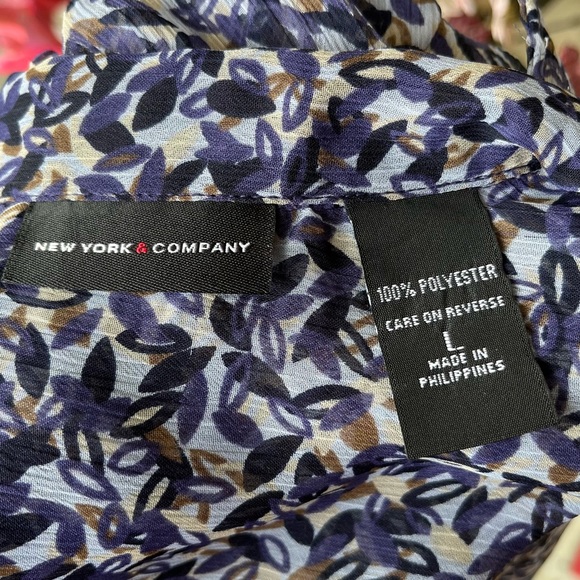 NEW YORK & COMPANY
100% POLYESTER
CARE ON REVERSE
L
MADE IN
PHILIPPINES